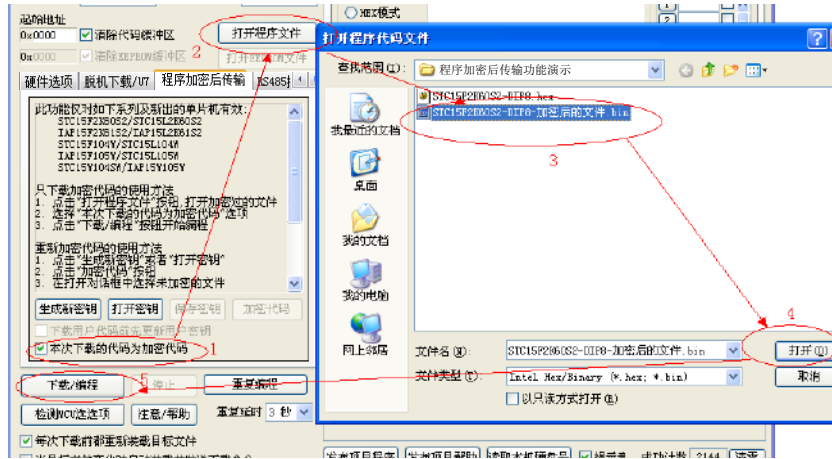 HEX模式
起始地址
0x0000 清除代码缓冲区 2 打开程序文件
0x0000 清除EEPROM缓冲区 打开EEPROM文件
硬件选项 脱机下载/U7 程序加密后传输 RS485
此功能仅对如下系列及新出的单片机有效:
STC15F2K60S2/STC15L2K60S2
IAP15F2K61S2/IAP15L2K61S2
STC15F104W/STC15L104W
IAP15F105W/STC15L105W
STC15W104SW/IAP15W105W
只下载加密代码的使用方法
1. 点击"打开程序文件"按钮,打开加密过的文件
2. 选择"本次下载的代码为加密代码"选项
3. 点击"下载/编程"按钮开始编程
重新加密代码的使用方法
1. 点击"生成新密钥"或者"打开密钥"
2. 点击"加密代码"按钮
3. 在打开对话框中选择未加密的文件
生成新密钥 打开密钥 保存密钥 加密代码
下载用户代码前先更新用户密钥
本次下载的代码为加密代码 1
下载/编程 5 停止 重复编程
检测MCU选项 注意/帮助 重复延时 3 秒
每次下载前都重新装载目标文件
打开程序代码文件
查找范围(I): 程序加密后传输功能演示
STC15F2K60S2-DIP8.hex
STC15F2K60S2-DIP8-加密后的文件.bin
3
我最近的文档
桌面
我的文档
我的电脑
网上邻居
4
文件名(N): STC15F2K60S2-DIP8-加密后的文件.bin 打开(O)
文件类型(T): Intel Hex/Binary (*.hex; *.bin) 取消
以只读方式打开(R)
发布项目程序 发布项目帮助 读取本机硬盘号 提示音 成功计数 2144 清零